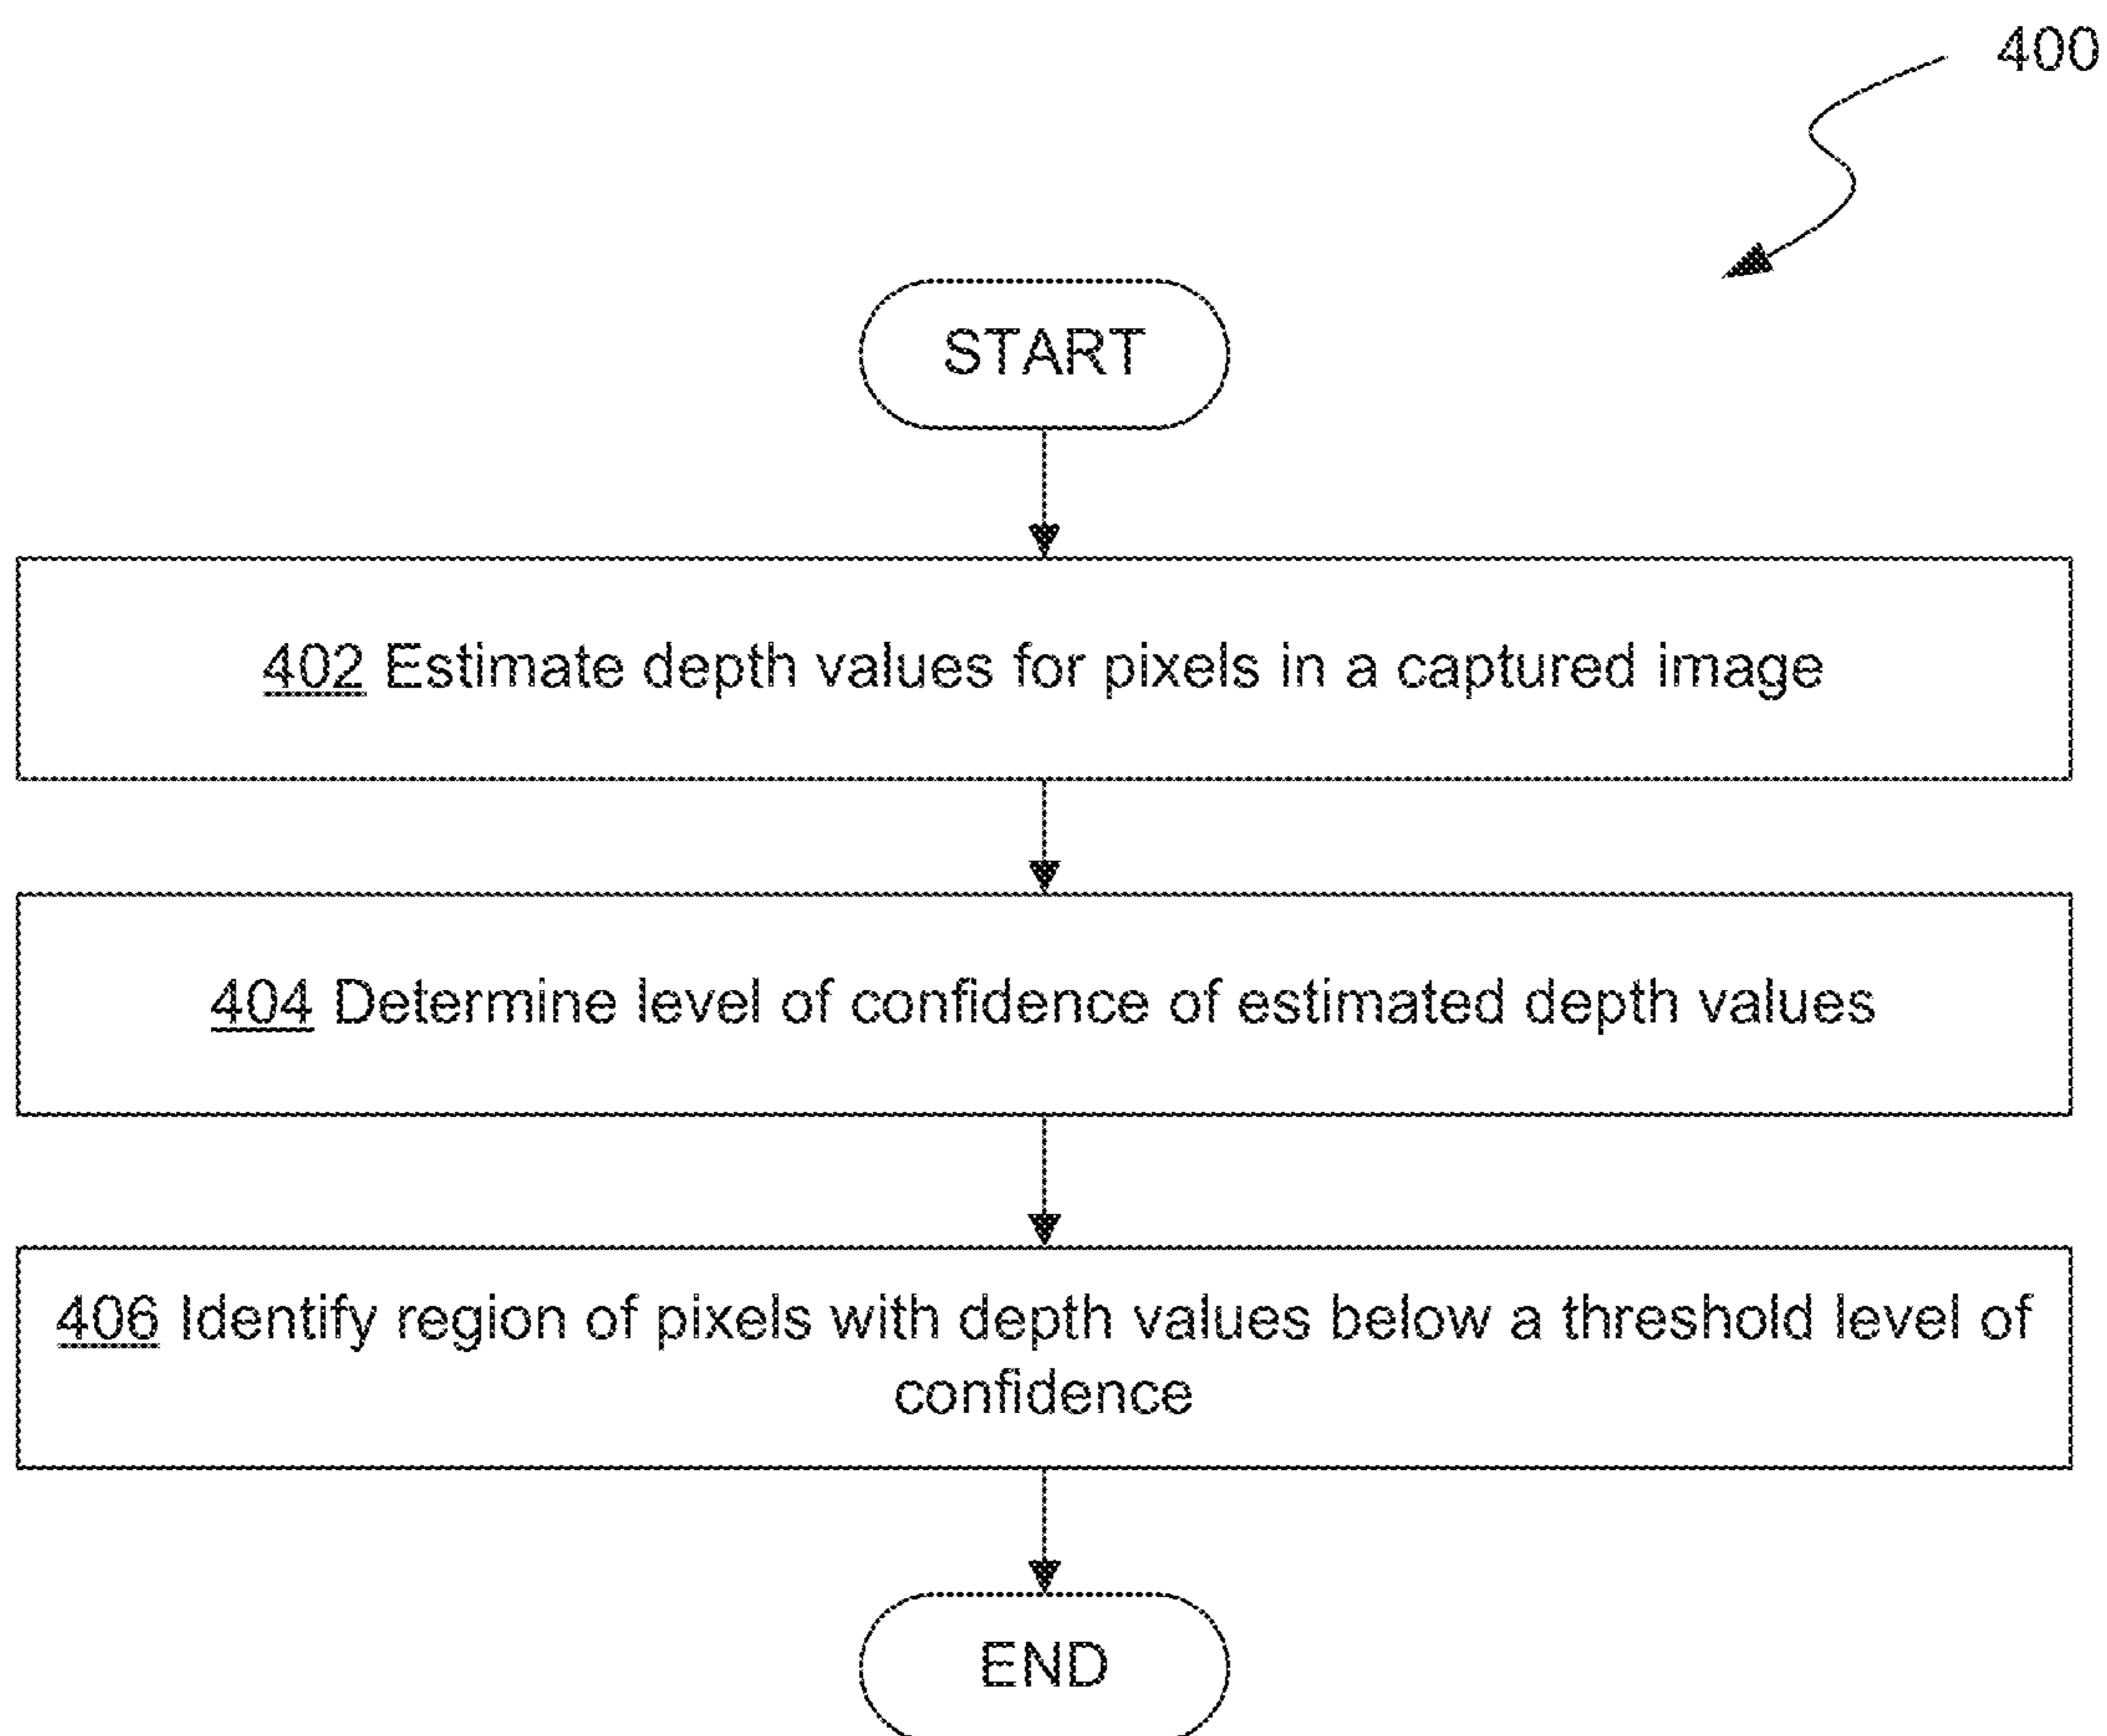 400
START
402 Estimate depth values for pixels in a captured image
404 Determine level of confidence of estimated depth values
406 Identify region of pixels with depth values below a threshold level of
confidence
END